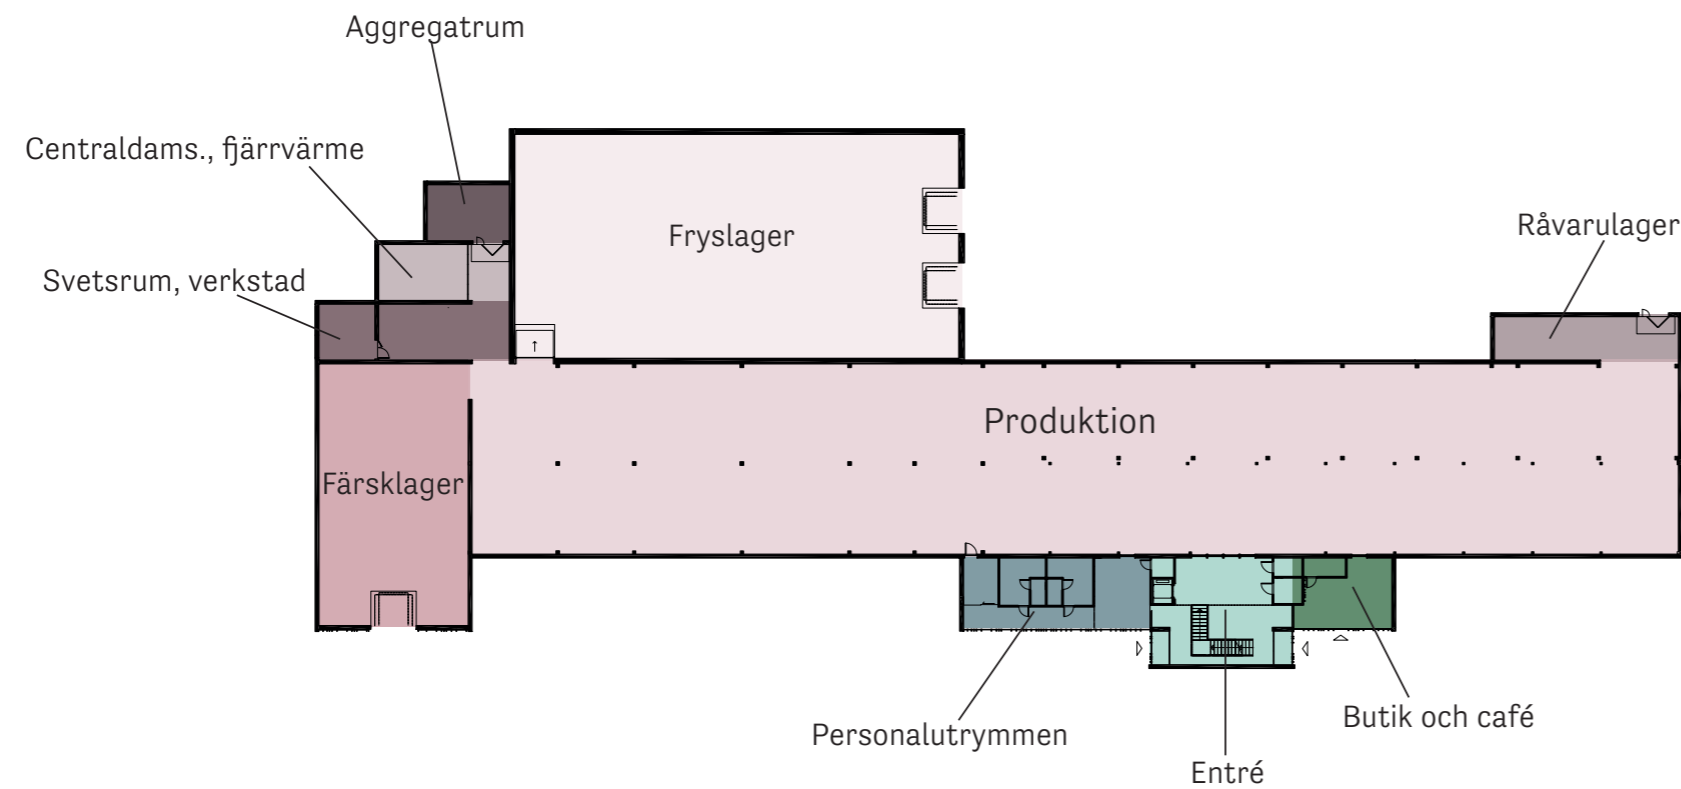 Aggregatrum
Centraldams., fjärrvärme
Fryslager
Råvarulager
Svetsrum, verkstad
↑
Produktion
Färsklager
Butik och café
Personalutrymmen
Entré